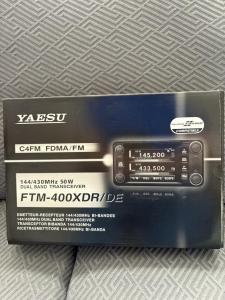 YAESU
C4FM FDMA/FM
145.200
433.500
144/430MHz 50W
DUAL BAND TRANSCEIVER
FTM-400XDR/DE
EMETTEUR-RECEPTEUR 144/430MHz BI-BANDES
144/430MHz DUAL BAND TRANSCEIVER
TRANSCEPTOR BIBANDA 144/430MHz
RICETRASMETTITORE 144/430MHz BI BANDA